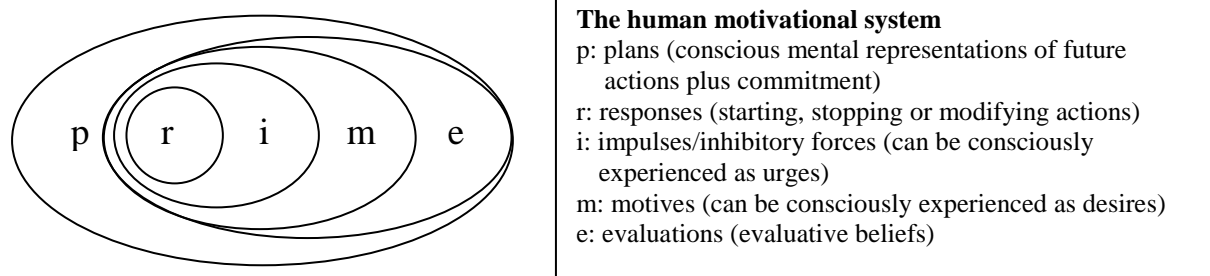 p r i m e
The human motivational system
p: plans (conscious mental representations of future
actions plus commitment)
r: responses (starting, stopping or modifying actions)
i: impulses/inhibitory forces (can be consciously
experienced as urges)
m: motives (can be consciously experienced as desires)
e: evaluations (evaluative beliefs)